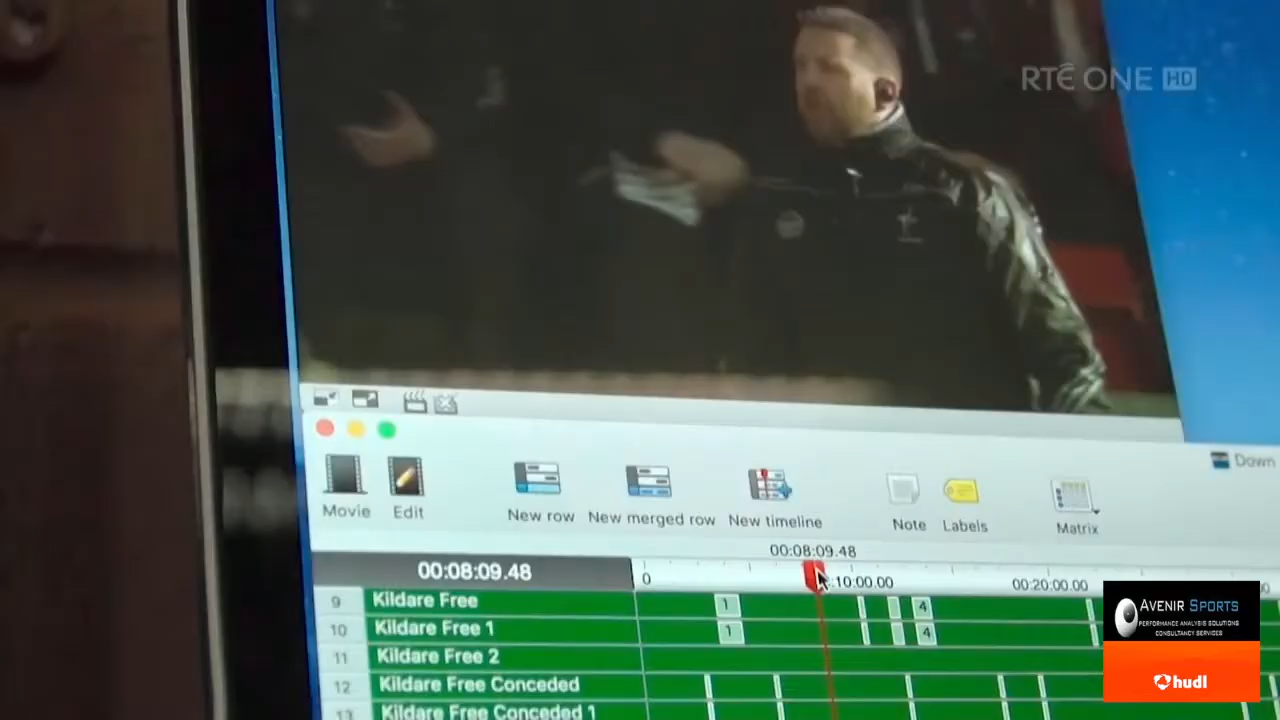 RTÉ ONE HD
Down
Movie
Edit
New row
New merged row
New timeline
Note
Labels
Matrix
00:08:09.48
00:08:09.48
0
:10:00.00
00:20:00.00
9 Kildare Free 1 4
10 Kildare Free 1 1 4
11 Kildare Free 2
12 Kildare Free Conceded
13 Kildare Free Conceded 1
AVENIR SPORTS
PERFORMANCE ANALYSIS SOLUTIONS
CONSULTANCY SERVICES
hudl